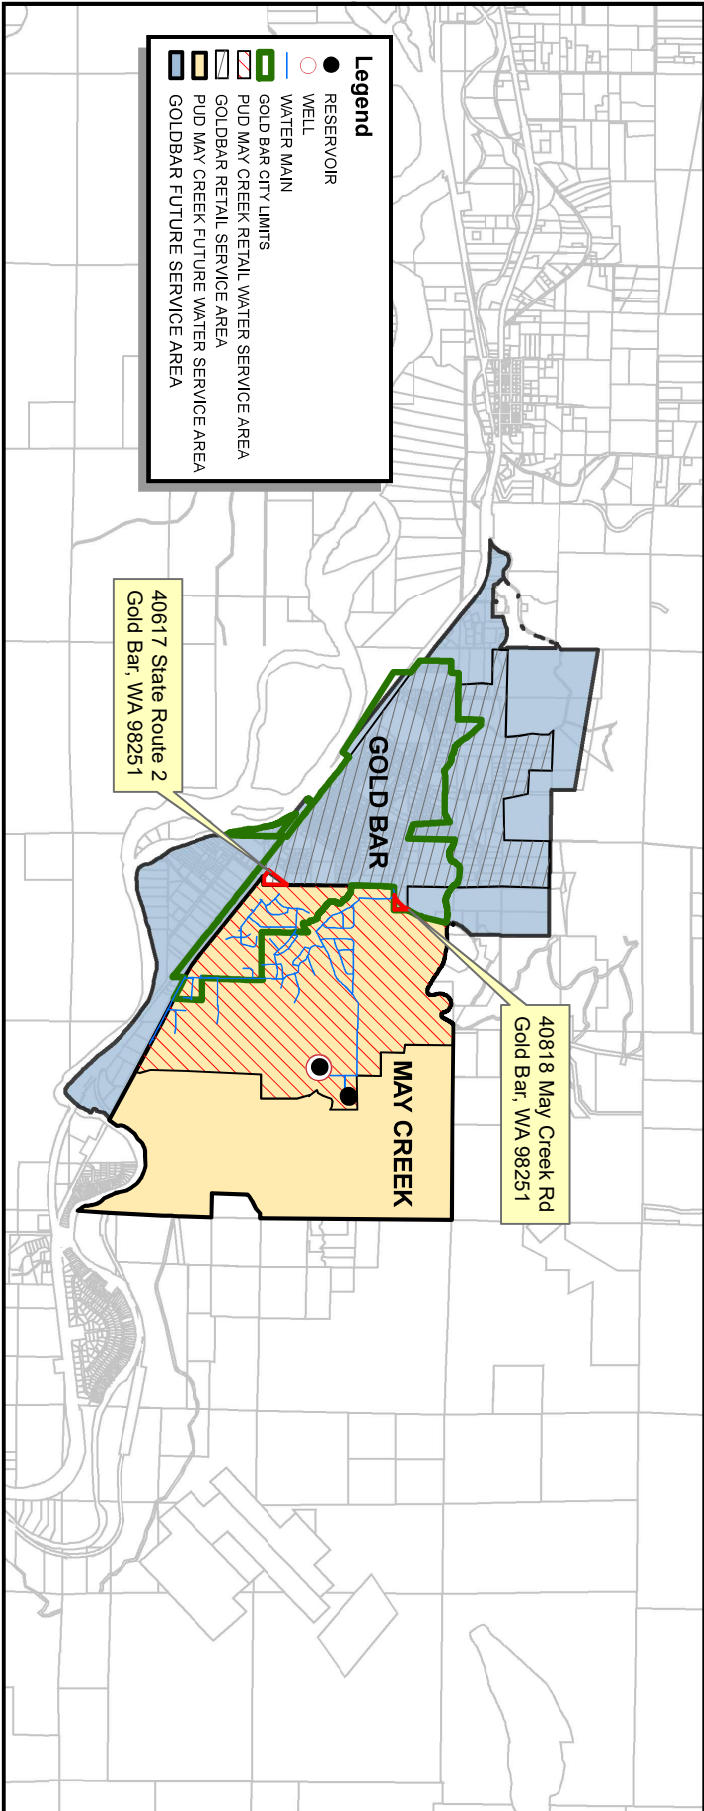 Legend
RESERVOIR
WELL
WATER MAIN
GOLD BAR CITY LIMITS
PUD MAY CREEK RETAIL WATER SERVICE AREA
GOLDBAR RETAIL SERVICE AREA
PUD MAY CREEK FUTURE WATER SERVICE AREA
GOLDBAR FUTURE SERVICE AREA
40818 May Creek Rd
Gold Bar, WA 98251
GOLD BAR
MAY CREEK
40617 State Route 2
Gold Bar, WA 98251